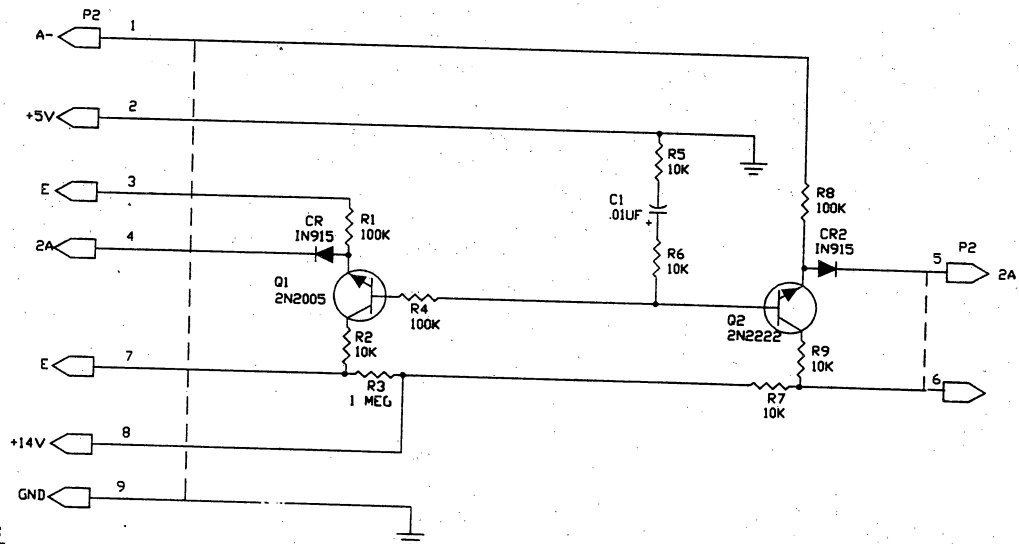 P2
A- 1
+5V 2
R5
10K
E 3
C1
.01UF
+
R8
100K
CR
IN915
R1
100K
CR2
IN915
P2
2A 4
R6
10K
5
2A
Q1
2N2005
R4
100K
Q2
2N2222
R2
10K
R9
10K
E 7
R3
1 MEG
R7
10K
6
+14V 8
GND 9